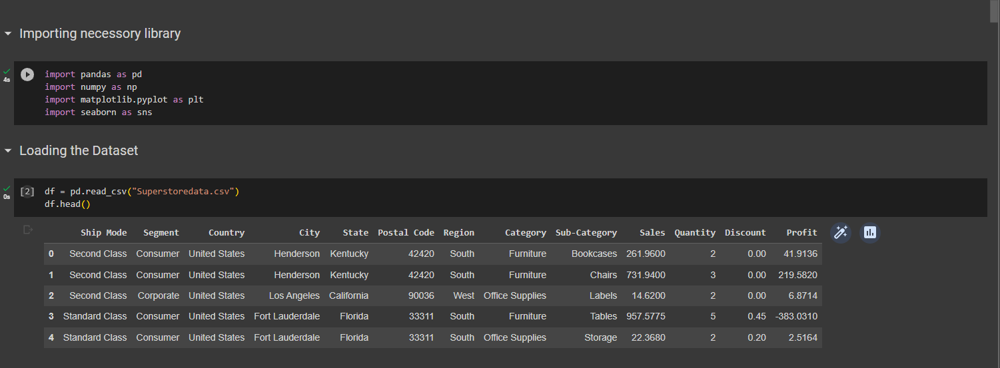 Importing necessory library
4s
import pandas as pd
import numpy as np
import matplotlib.pyplot as plt
import seaborn as sns
Loading the Dataset
0s
[2] df = pd.read_csv("Superstoredata.csv")
df.head()
Ship Mode Segment Country City State Postal Code Region Category Sub-Category Sales Quantity Discount Profit
0 Second Class Consumer United States Henderson Kentucky 42420 South Furniture Bookcases 261.9600 2 0.00 41.9136
1 Second Class Consumer United States Henderson Kentucky 42420 South Furniture Chairs 731.9400 3 0.00 219.5820
2 Second Class Corporate United States Los Angeles California 90036 West Office Supplies Labels 14.6200 2 0.00 6.8714
3 Standard Class Consumer United States Fort Lauderdale Florida 33311 South Furniture Tables 957.5775 5 0.45 -383.0310
4 Standard Class Consumer United States Fort Lauderdale Florida 33311 South Office Supplies Storage 22.3680 2 0.20 2.5164